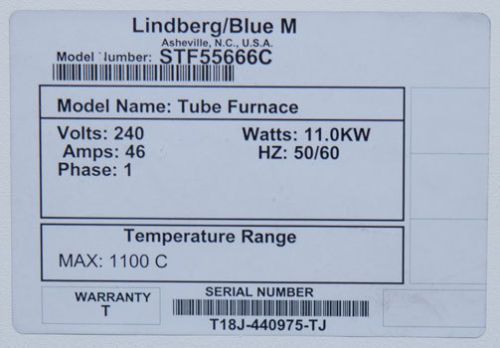 Lindberg/Blue M
Asheville, N.C., U.S.A.
Model lumber: STF55666C
Model Name: Tube Furnace
Volts: 240 Watts: 11.0KW
Amps: 46 HZ: 50/60
Phase: 1
Temperature Range
MAX: 1100 C
WARRANTY SERIAL NUMBER
T
T18J-440975-TJ